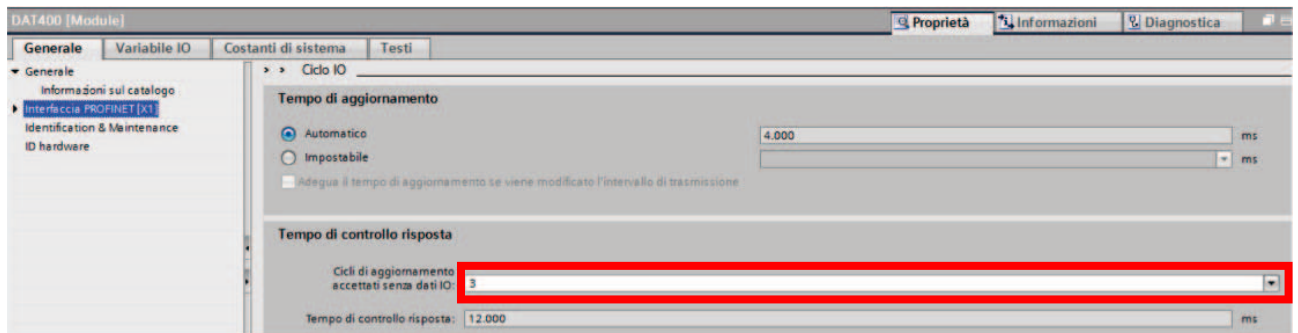 DAT400 [Module]
Proprietà Informazioni Diagnostica
Generale Variabile IO Costanti di sistema Testi
Generale
Informazioni sul catalogo
Interfaccia PROFINET [X1]
Identification & Maintenance
ID hardware
> > Ciclo IO
Tempo di aggiornamento
Automatico 4.000 ms
Impostabile ms
Adegua il tempo di aggiornamento se viene modificato l'intervallo di trasmissione
Tempo di controllo risposta
Cicli di aggiornamento
accettati senza dati IO: 3
Tempo di controllo risposta: 12.000 ms